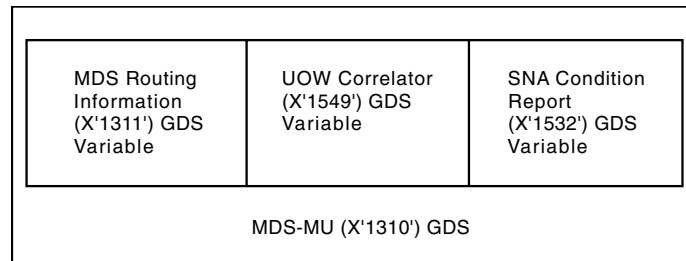 MDS Routing
Information
(X'1311') GDS
Variable
UOW Correlator
(X'1549') GDS
Variable
SNA Condition
Report
(X'1532') GDS
Variable
MDS-MU (X'1310') GDS